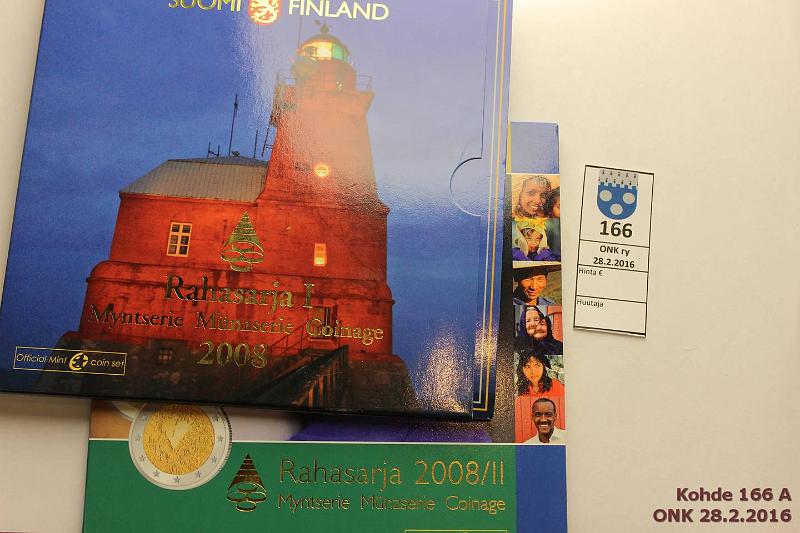 SUOMI FINLAND
Rahasarja I
Myntserie Münzserie Coinage
2008
Official Mint coin set
Rahasarja 2008/II
Myntserie Münzserie Coinage
166
ONK ry
28.2.2016
Hinta €
Huutaja
Kohde 166 A
ONK 28.2.2016